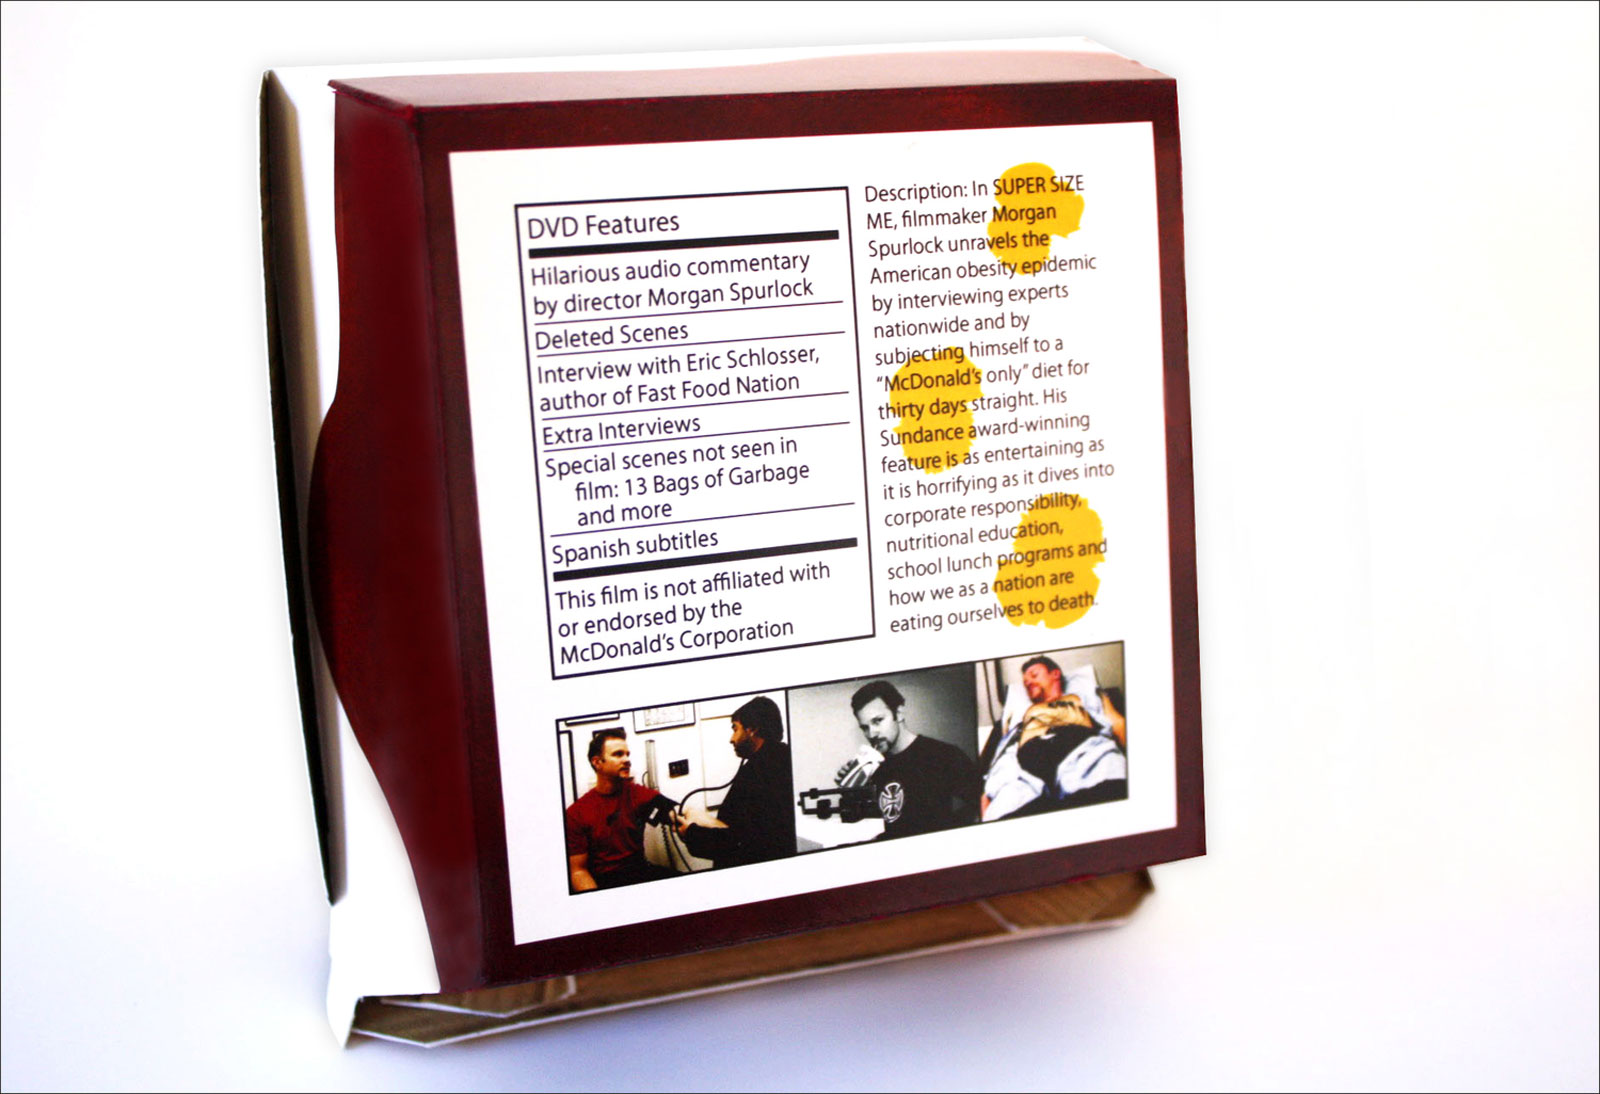 DVD Features
Hilarious audio commentary
by director Morgan Spurlock
Deleted Scenes
Interview with Eric Schlosser,
author of Fast Food Nation
Extra Interviews
Special scenes not seen in
film: 13 Bags of Garbage
and more
Spanish subtitles
This film is not affiliated with
or endorsed by the
McDonald's Corporation
Description: In SUPER SIZE
ME, filmmaker Morgan
Spurlock unravels the
American obesity epidemic
by interviewing experts
nationwide and by
subjecting himself to a
"McDonald's only" diet for
thirty days straight. His
Sundance award-winning
feature is as entertaining as
it is horrifying as it dives into
corporate responsibility,
nutritional education,
school lunch programs and
how we as a nation are
eating ourselves to death.